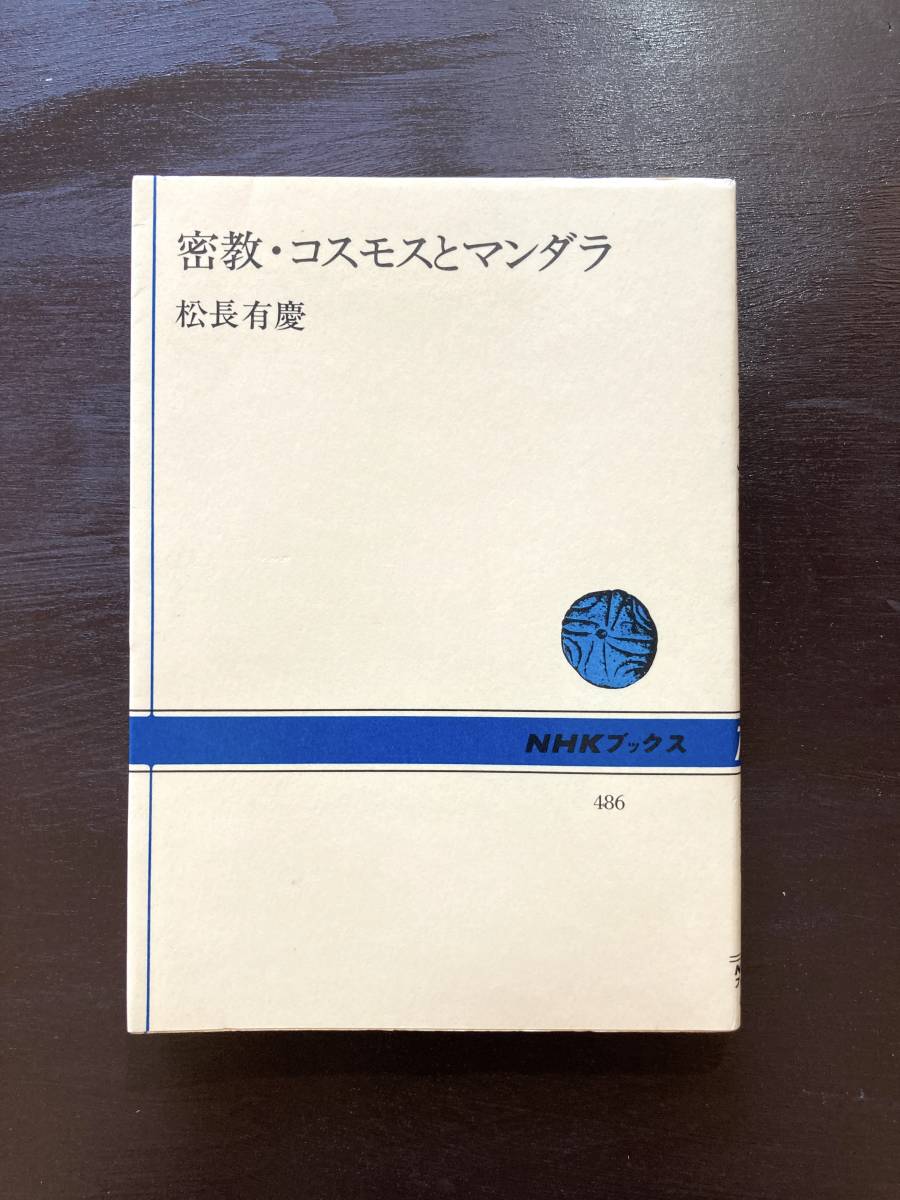 密教・コスモスとマンダラ
松長有慶
NHKブックス
486